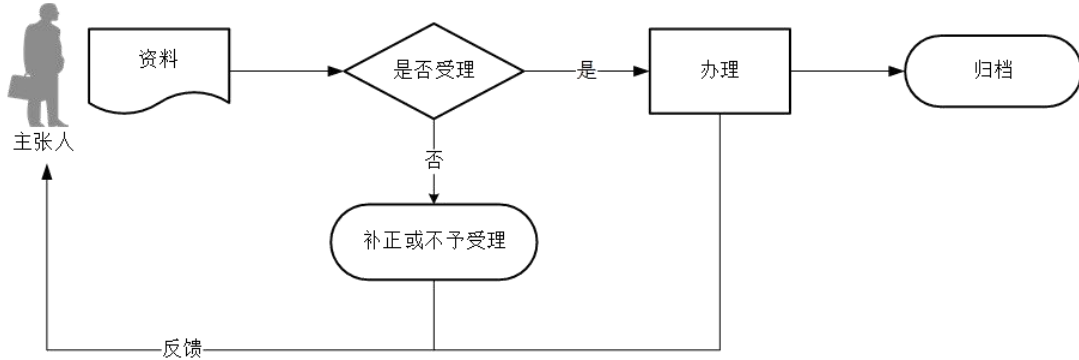 资料
是否受理
是
办理
归档
主张人
否
补正或不予受理
反馈